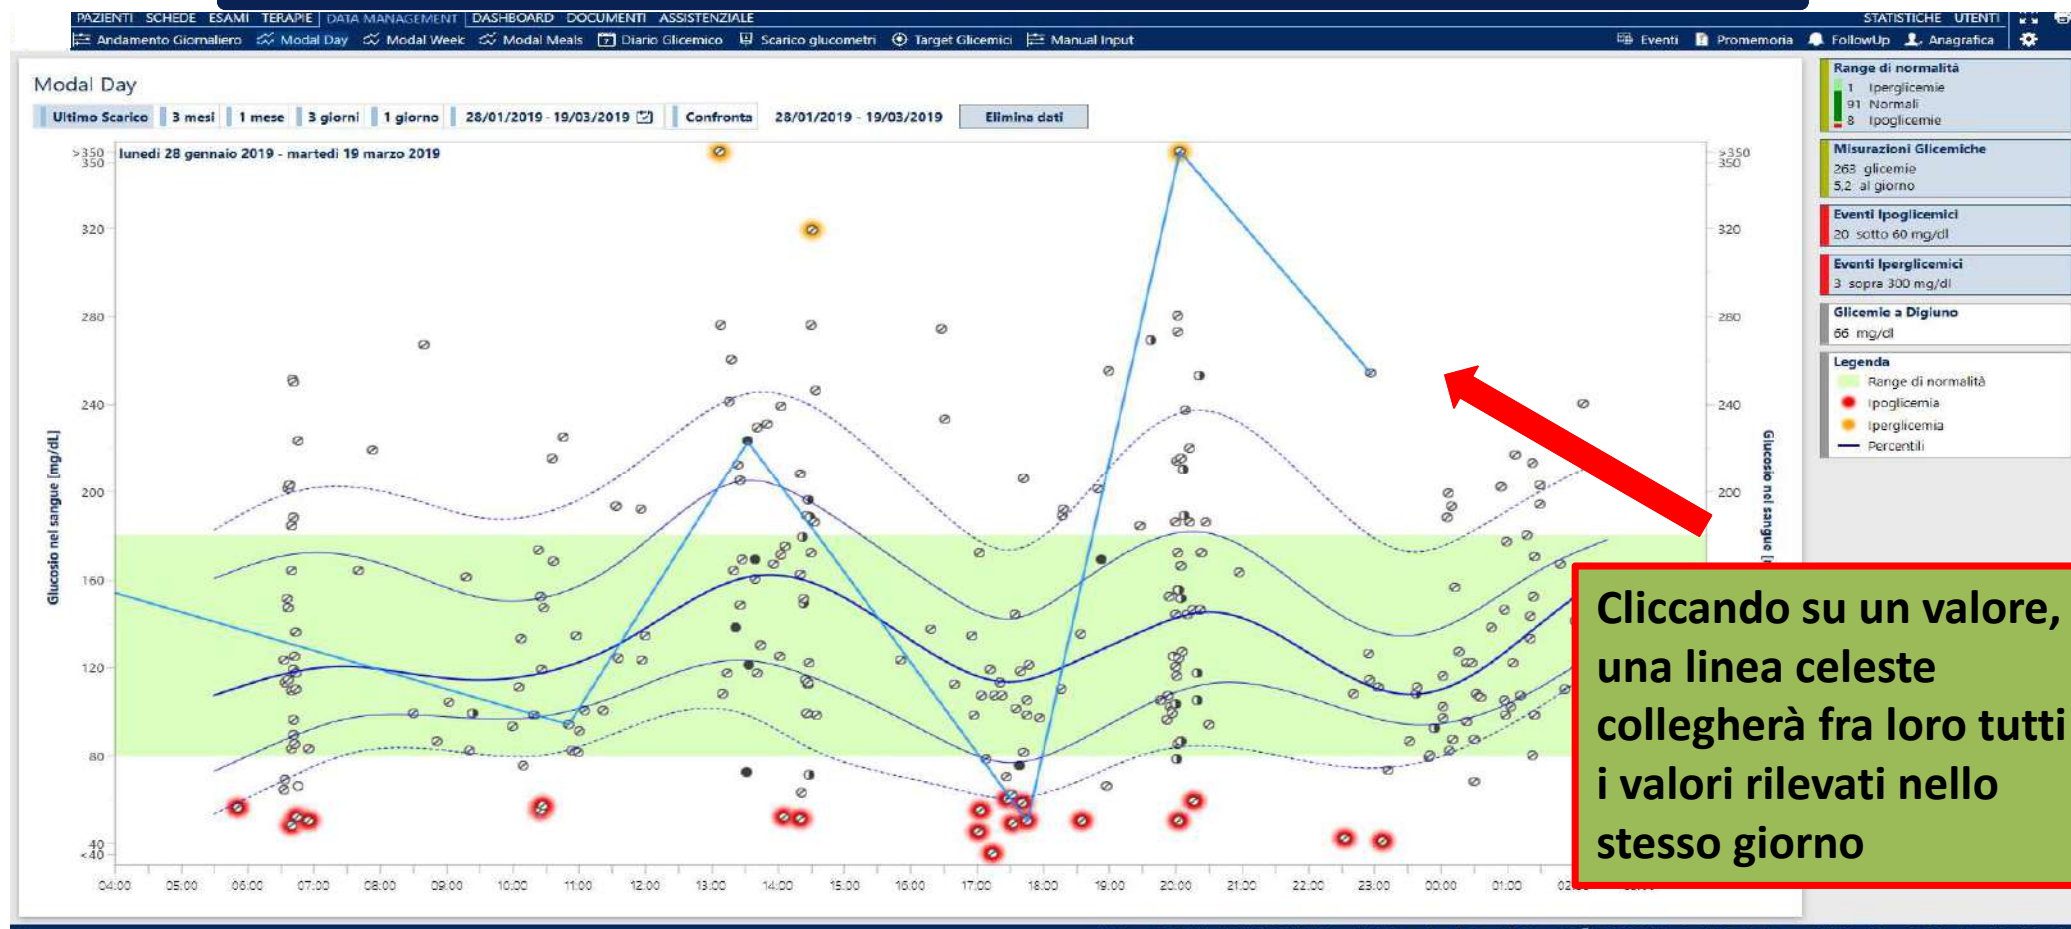 PAZIENTI SCHEDE ESAMI TERAPIE DATA MANAGEMENT DASHBOARD DOCUMENTI ASSISTENZIALE STATISTICHE UTENTI
Andamento Giornaliero Modal Day Modal Week Modal Meals Diario Glicemico Scarico glucometri Target Glicemici Manual Input Eventi Promemoria FollowUp Anagrafica
Modal Day
Ultimo Scarico 3 mesi 1 mese 3 giorni 1 giorno 28/01/2019 - 19/03/2019 Confronta 28/01/2019 - 19/03/2019 Elimina dati
lunedì 28 gennaio 2019 - martedì 19 marzo 2019
Glucosio nel sangue [mg/dL]
>350
350
320
280
240
200
160
120
80
40
<40
04:00 05:00 06:00 07:00 08:00 09:00 10:00 11:00 12:00 13:00 14:00 15:00 16:00 17:00 18:00 19:00 20:00 21:00 22:00 23:00 00:00 01:00
>350
350
320
280
240
200
Glucosio nel sangue
Range di normalità
1 Iperglicemie
91 Normali
8 Ipoglicemie
Misurazioni Glicemiche
263 glicemie
5,2 al giorno
Eventi Ipoglicemici
20 sotto 60 mg/dl
Eventi Iperglicemici
3 sopra 300 mg/dl
Glicemie a Digiuno
66 mg/dl
Legenda
Range di normalità
Ipoglicemia
Iperglicemia
Percentili
Cliccando su un valore,
una linea celeste
collegherà fra loro tutti
i valori rilevati nello
stesso giorno